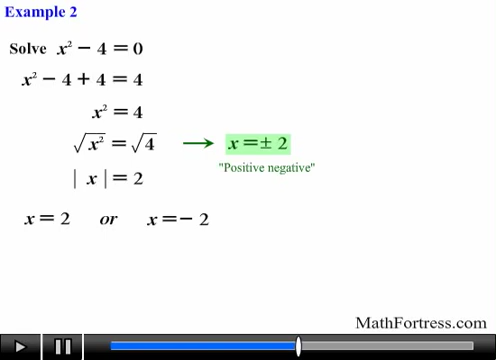 Example 2
Solve x² − 4 = 0
x² − 4 + 4 = 4
x² = 4
√x² = √4 → x = ± 2
"Positive negative"
| x | = 2
x = 2 or x = − 2
MathFortress.com